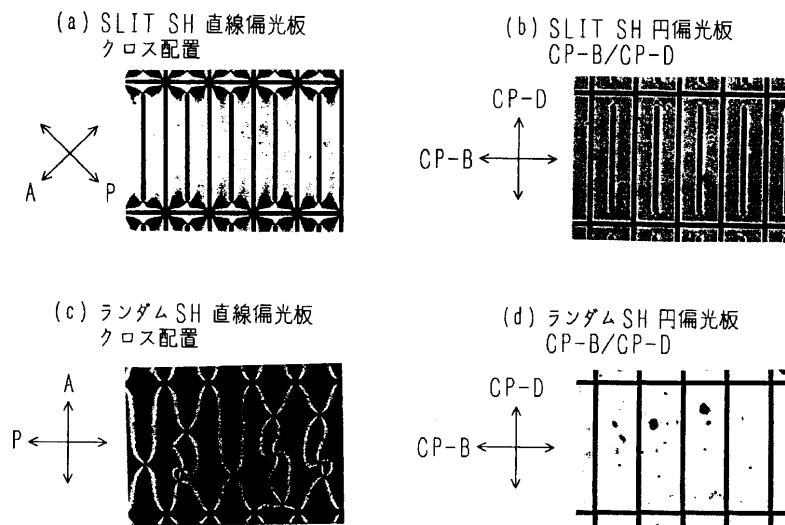 (a) SLIT SH 直線偏光板
クロス配置
A
P
(b) SLIT SH 円偏光板
CP-B/CP-D
CP-D
CP-B
(c) ランダムSH 直線偏光板
クロス配置
A
P
(d) ランダムSH 円偏光板
CP-B/CP-D
CP-D
CP-B